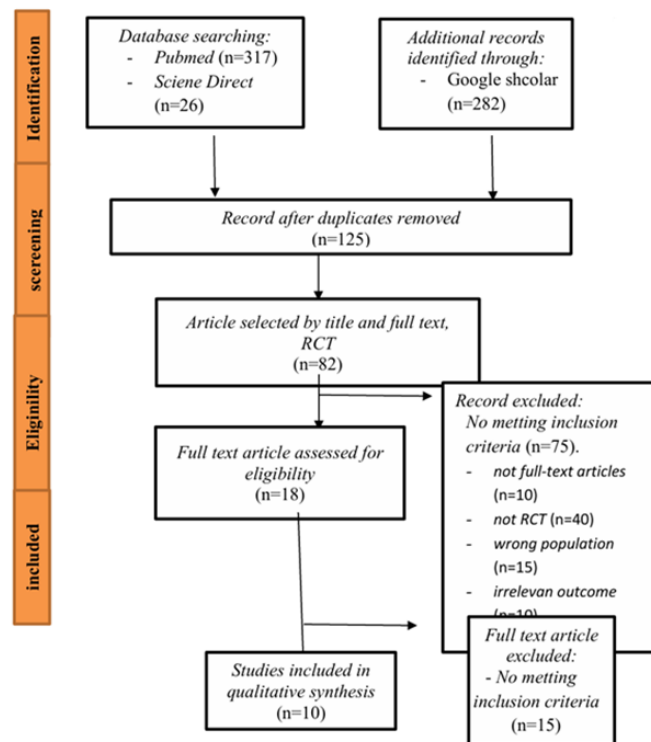 Identification
Database searching:
- Pubmed (n=317)
- Sciene Direct
(n=26)
Additional records
identified through:
- Google shcolar
(n=282)
scereening
Record after duplicates removed
(n=125)
Article selected by title and full text,
RCT
(n=82)
Eliginility
Record excluded:
No metting inclusion
criteria (n=75).
- not full-text articles
(n=10)
- not RCT (n=40)
- wrong population
(n=15)
- irrelevan outcome
(n=10)
Full text article assessed for
eligibility
(n=18)
included
Full text article
excluded:
- No metting
inclusion criteria
(n=15)
Studies included in
qualitative synthesis
(n=10)